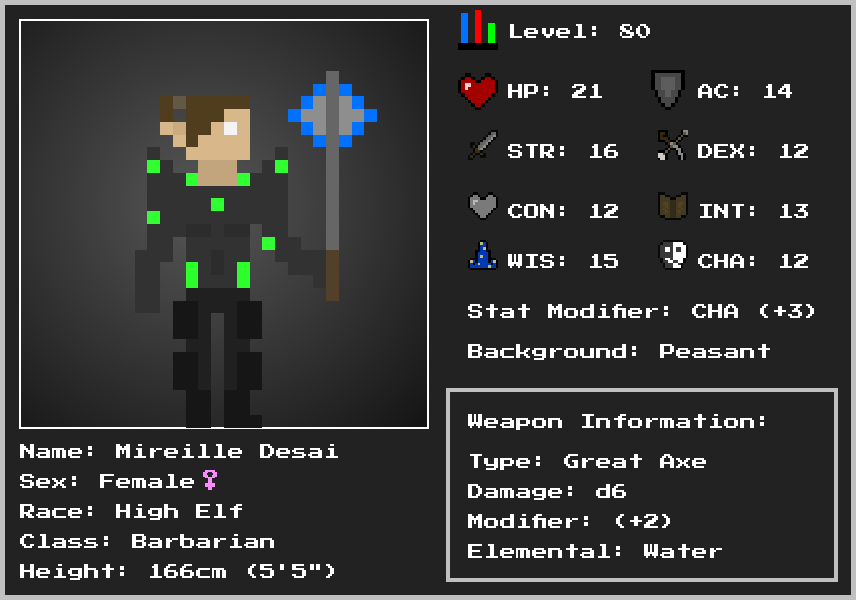 Level: 80
HP: 21
AC: 14
STR: 16
DEX: 12
CON: 12
INT: 13
WIS: 15
CHA: 12
Stat Modifier: CHA (+3)
Background: Peasant
Name: Mireille Desai
Sex: Female♀
Race: High Elf
Class: Barbarian
Height: 166cm (5'5")
Weapon Information:
Type: Great Axe
Damage: d6
Modifier: (+2)
Elemental: Water